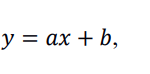 y = ax + b,